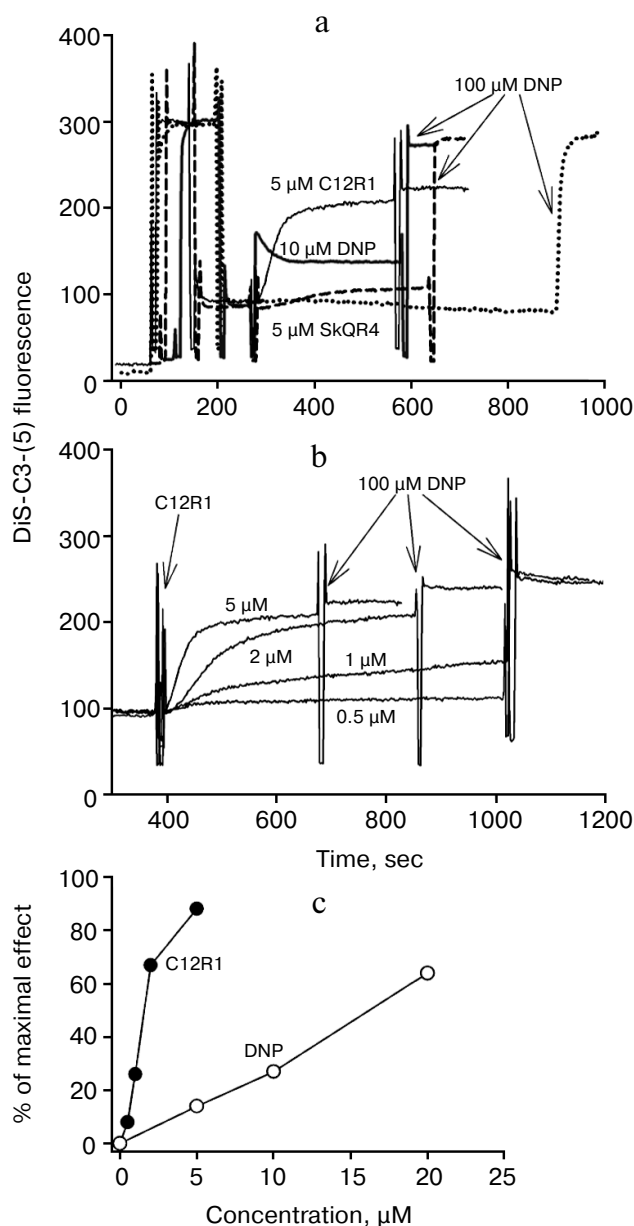 a
400
300
200
100
0
100 µM DNP
5 µM C12R1
10 µM DNP
5 µM SkQR4
0 200 400 600 800 1000
DiS-C3-(5) fluorescence
b
400
300
200
100
0
C12R1
100 µM DNP
5 µM
2 µM
1 µM
0.5 µM
400 600 800 1000 1200
Time, sec
c
100
80
60
40
20
0
% of maximal effect
C12R1
DNP
0 5 10 15 20 25
Concentration, µM